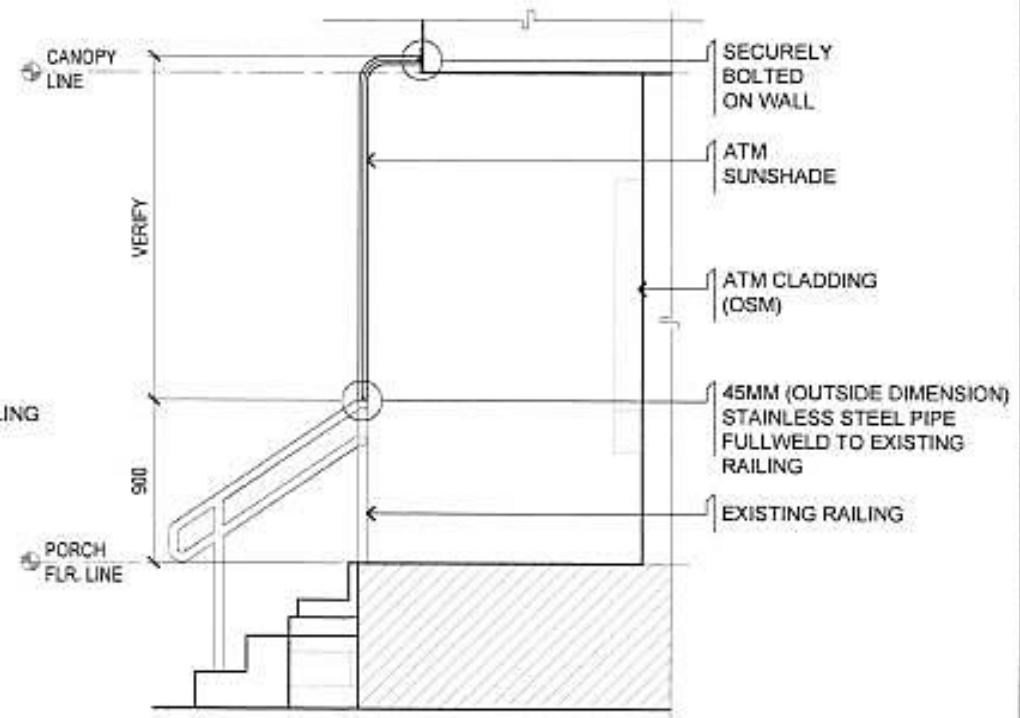 CANOPY
LINE
SECURELY
BOLTED
ON WALL
ATM
SUNSHADE
VERIFY
ATM CLADDING
(OSM)
LING
45MM (OUTSIDE DIMENSION)
STAINLESS STEEL PIPE
FULLWELD TO EXISTING
RAILING
900
EXISTING RAILING
PORCH
FLR. LINE